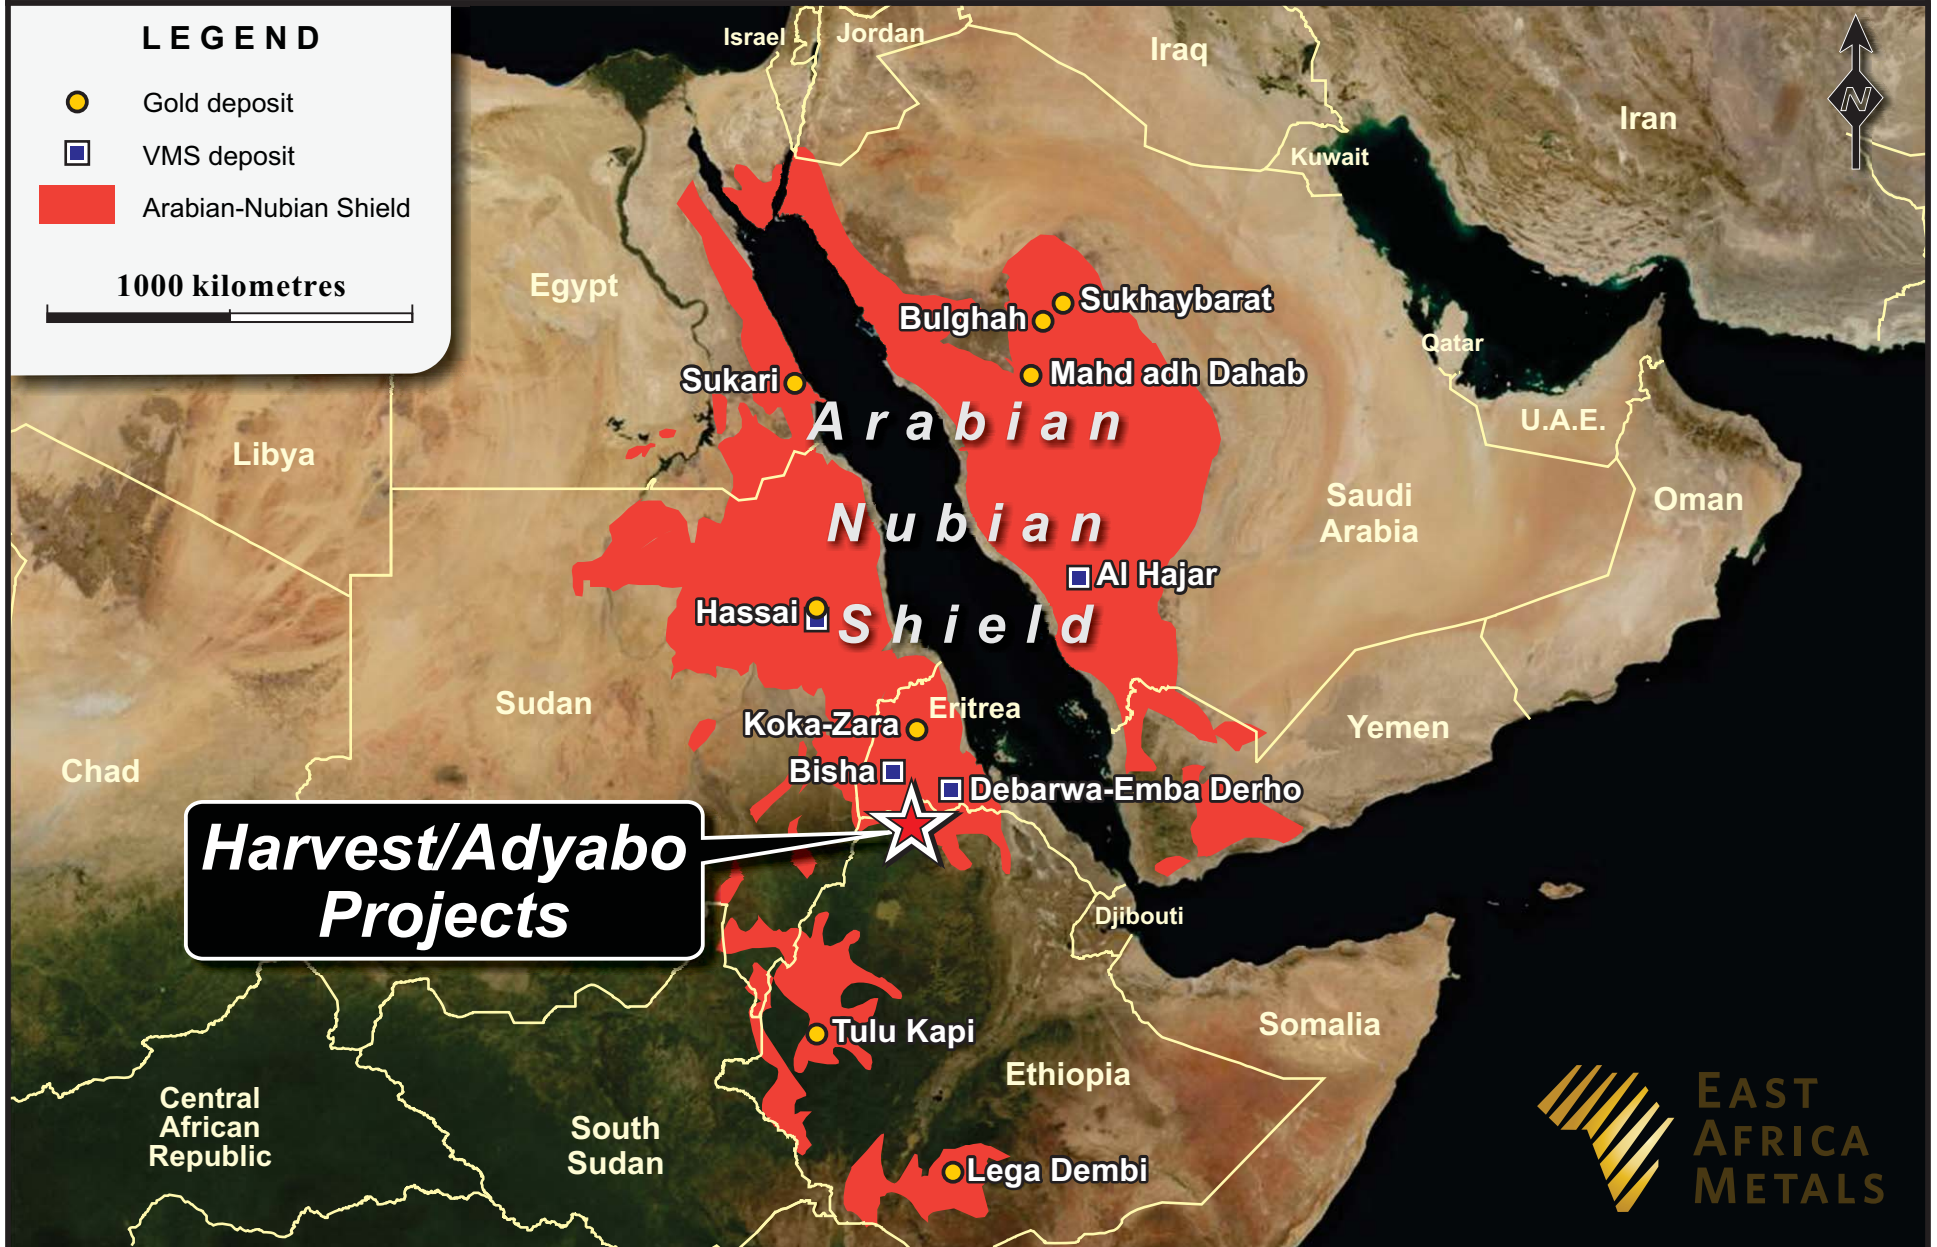 LEGEND
Gold deposit
VMS deposit
Arabian-Nubian Shield
1000 kilometres
Israel
Jordan
Iraq
Iran
N
Kuwait
Egypt
Sukhaybarat
Bulghah
Qatar
Sukari
Mahd adh Dahab
U.A.E.
Arabian
Libya
Saudi
Arabia
Oman
Nubian
Al Hajar
Hassai
Shield
Sudan
Eritrea
Koka-Zara
Yemen
Chad
Bisha
Debarwa-Emba Derho
Harvest/Adyabo
Projects
Djibouti
Somalia
Tulu Kapi
Ethiopia
Central
African
Republic
South
Sudan
Lega Dembi
EAST
AFRICA
METALS